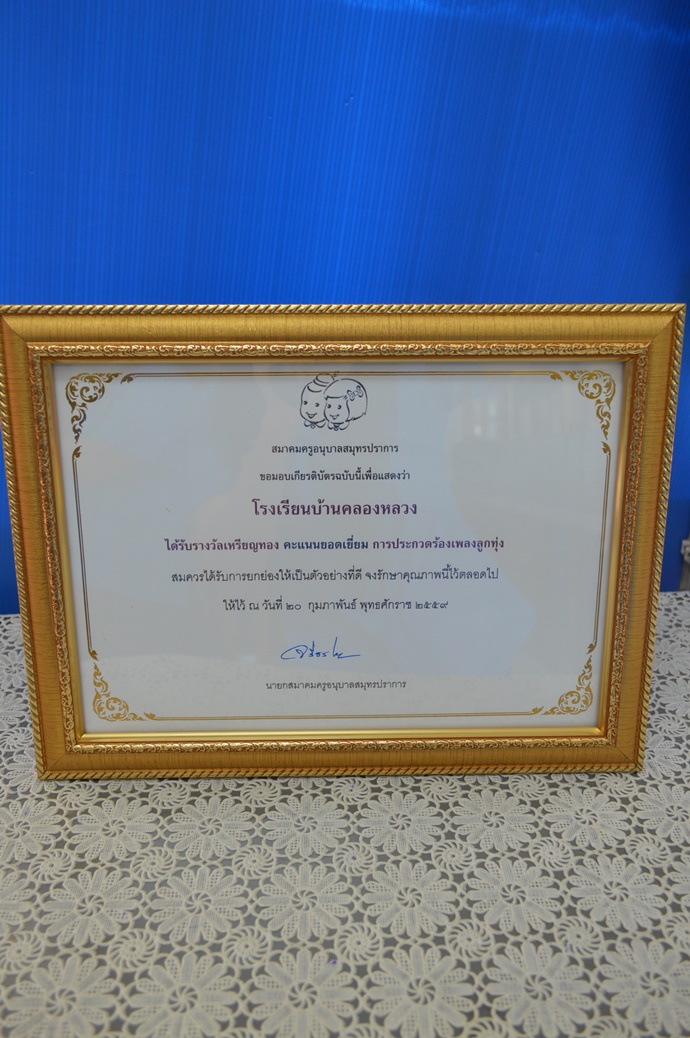 สมาคมครูอนุบาลสมุทรปราการ
ขอมอบเกียรติบัตรฉบับนี้เพื่อแสดงว่า
โรงเรียนบ้านคลองหลวง
ได้รับรางวัลเหรียญทอง คะแนนยอดเยี่ยม การประกวดร้องเพลงลูกทุ่ง
สมควรได้รับการยกย่องให้เป็นตัวอย่างที่ดี จงรักษาคุณภาพนี้ไว้ตลอดไป
ให้ไว้ ณ วันที่ ๒๐ กุมภาพันธ์ พุทธศักราช ๒๕๕๙
นายกสมาคมครูอนุบาลสมุทรปราการ